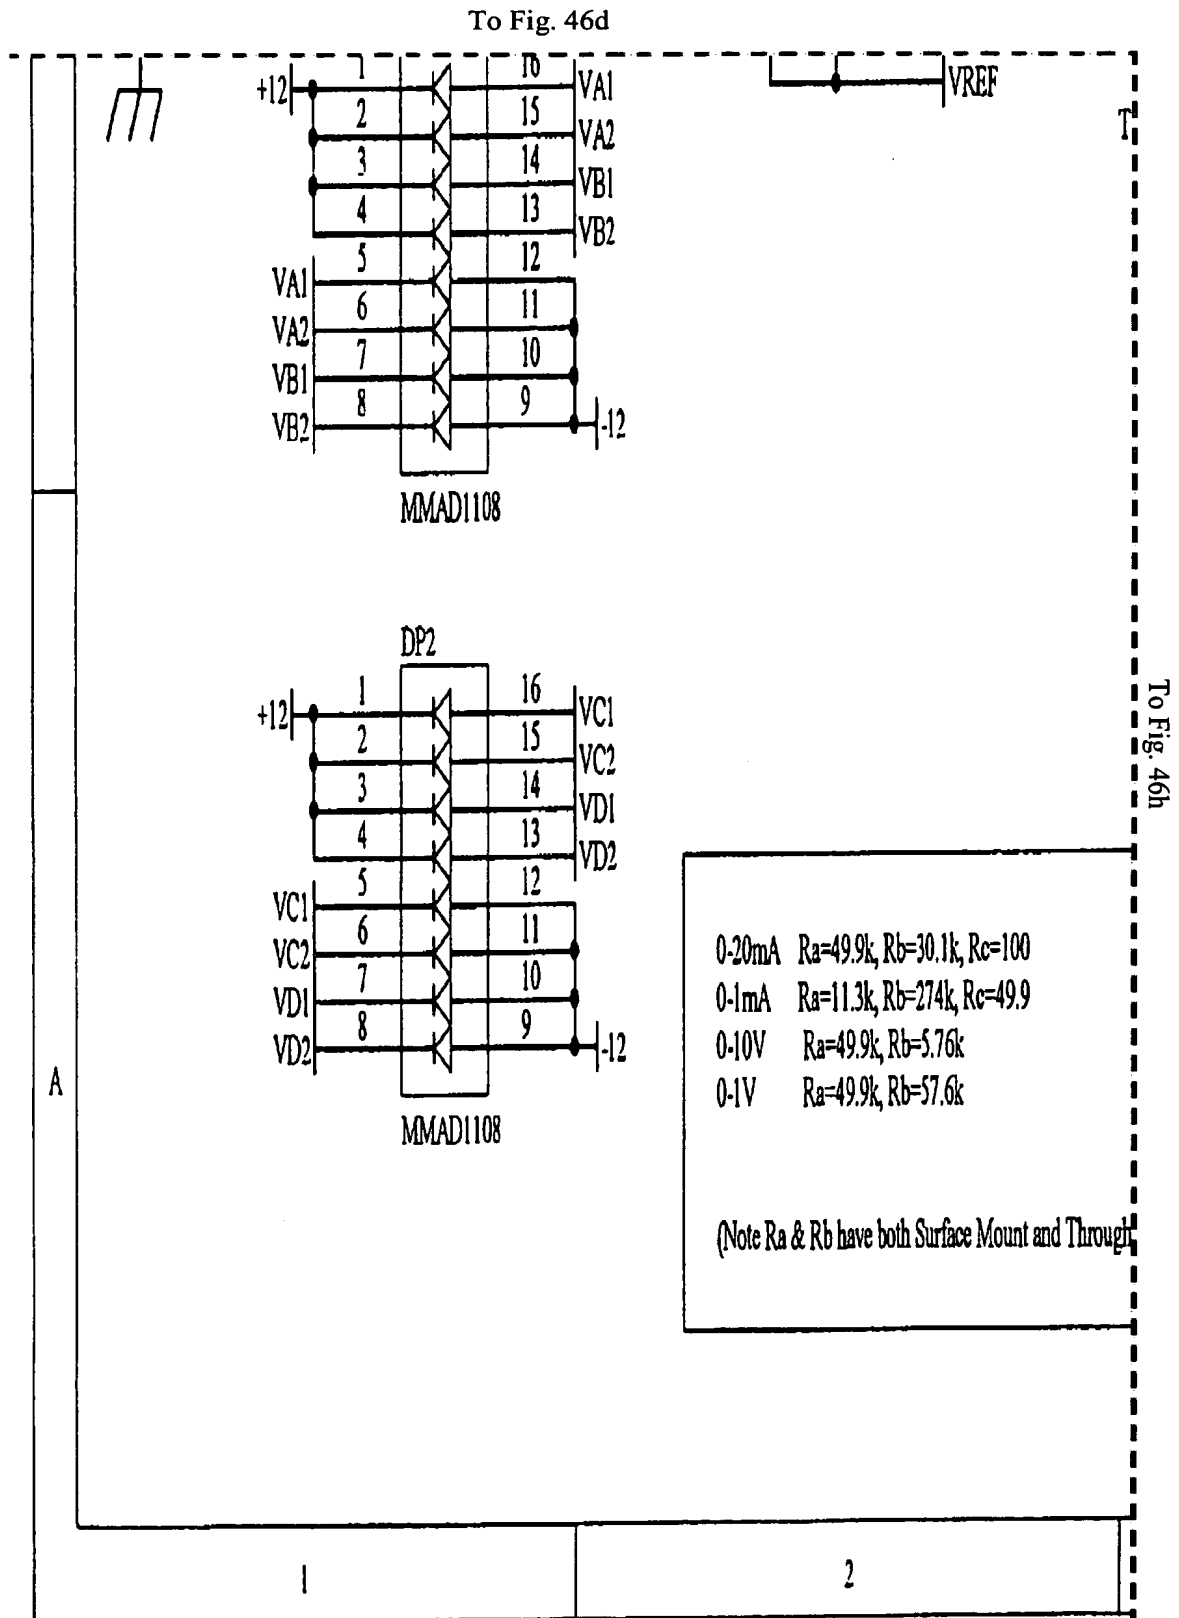 To Fig. 46d
+12 1 16 VA1
2 15 VA2
3 14 VB1
4 13 VB2
VA1 5 12
VA2 6 11
VB1 7 10
VB2 8 9 -12
MMAD1108
VREF
T
DP2
+12 1 16 VC1
2 15 VC2
3 14 VD1
4 13 VD2
VC1 5 12
VC2 6 11
VD1 7 10
VD2 8 9 -12
MMAD1108
To Fig. 46h
0-20mA Ra=49.9k, Rb=30.1k, Rc=100
0-1mA Ra=11.3k, Rb=274k, Rc=49.9
0-10V Ra=49.9k, Rb=5.76k
0-1V Ra=49.9k, Rb=57.6k
(Note Ra & Rb have both Surface Mount and Through
A
1
2